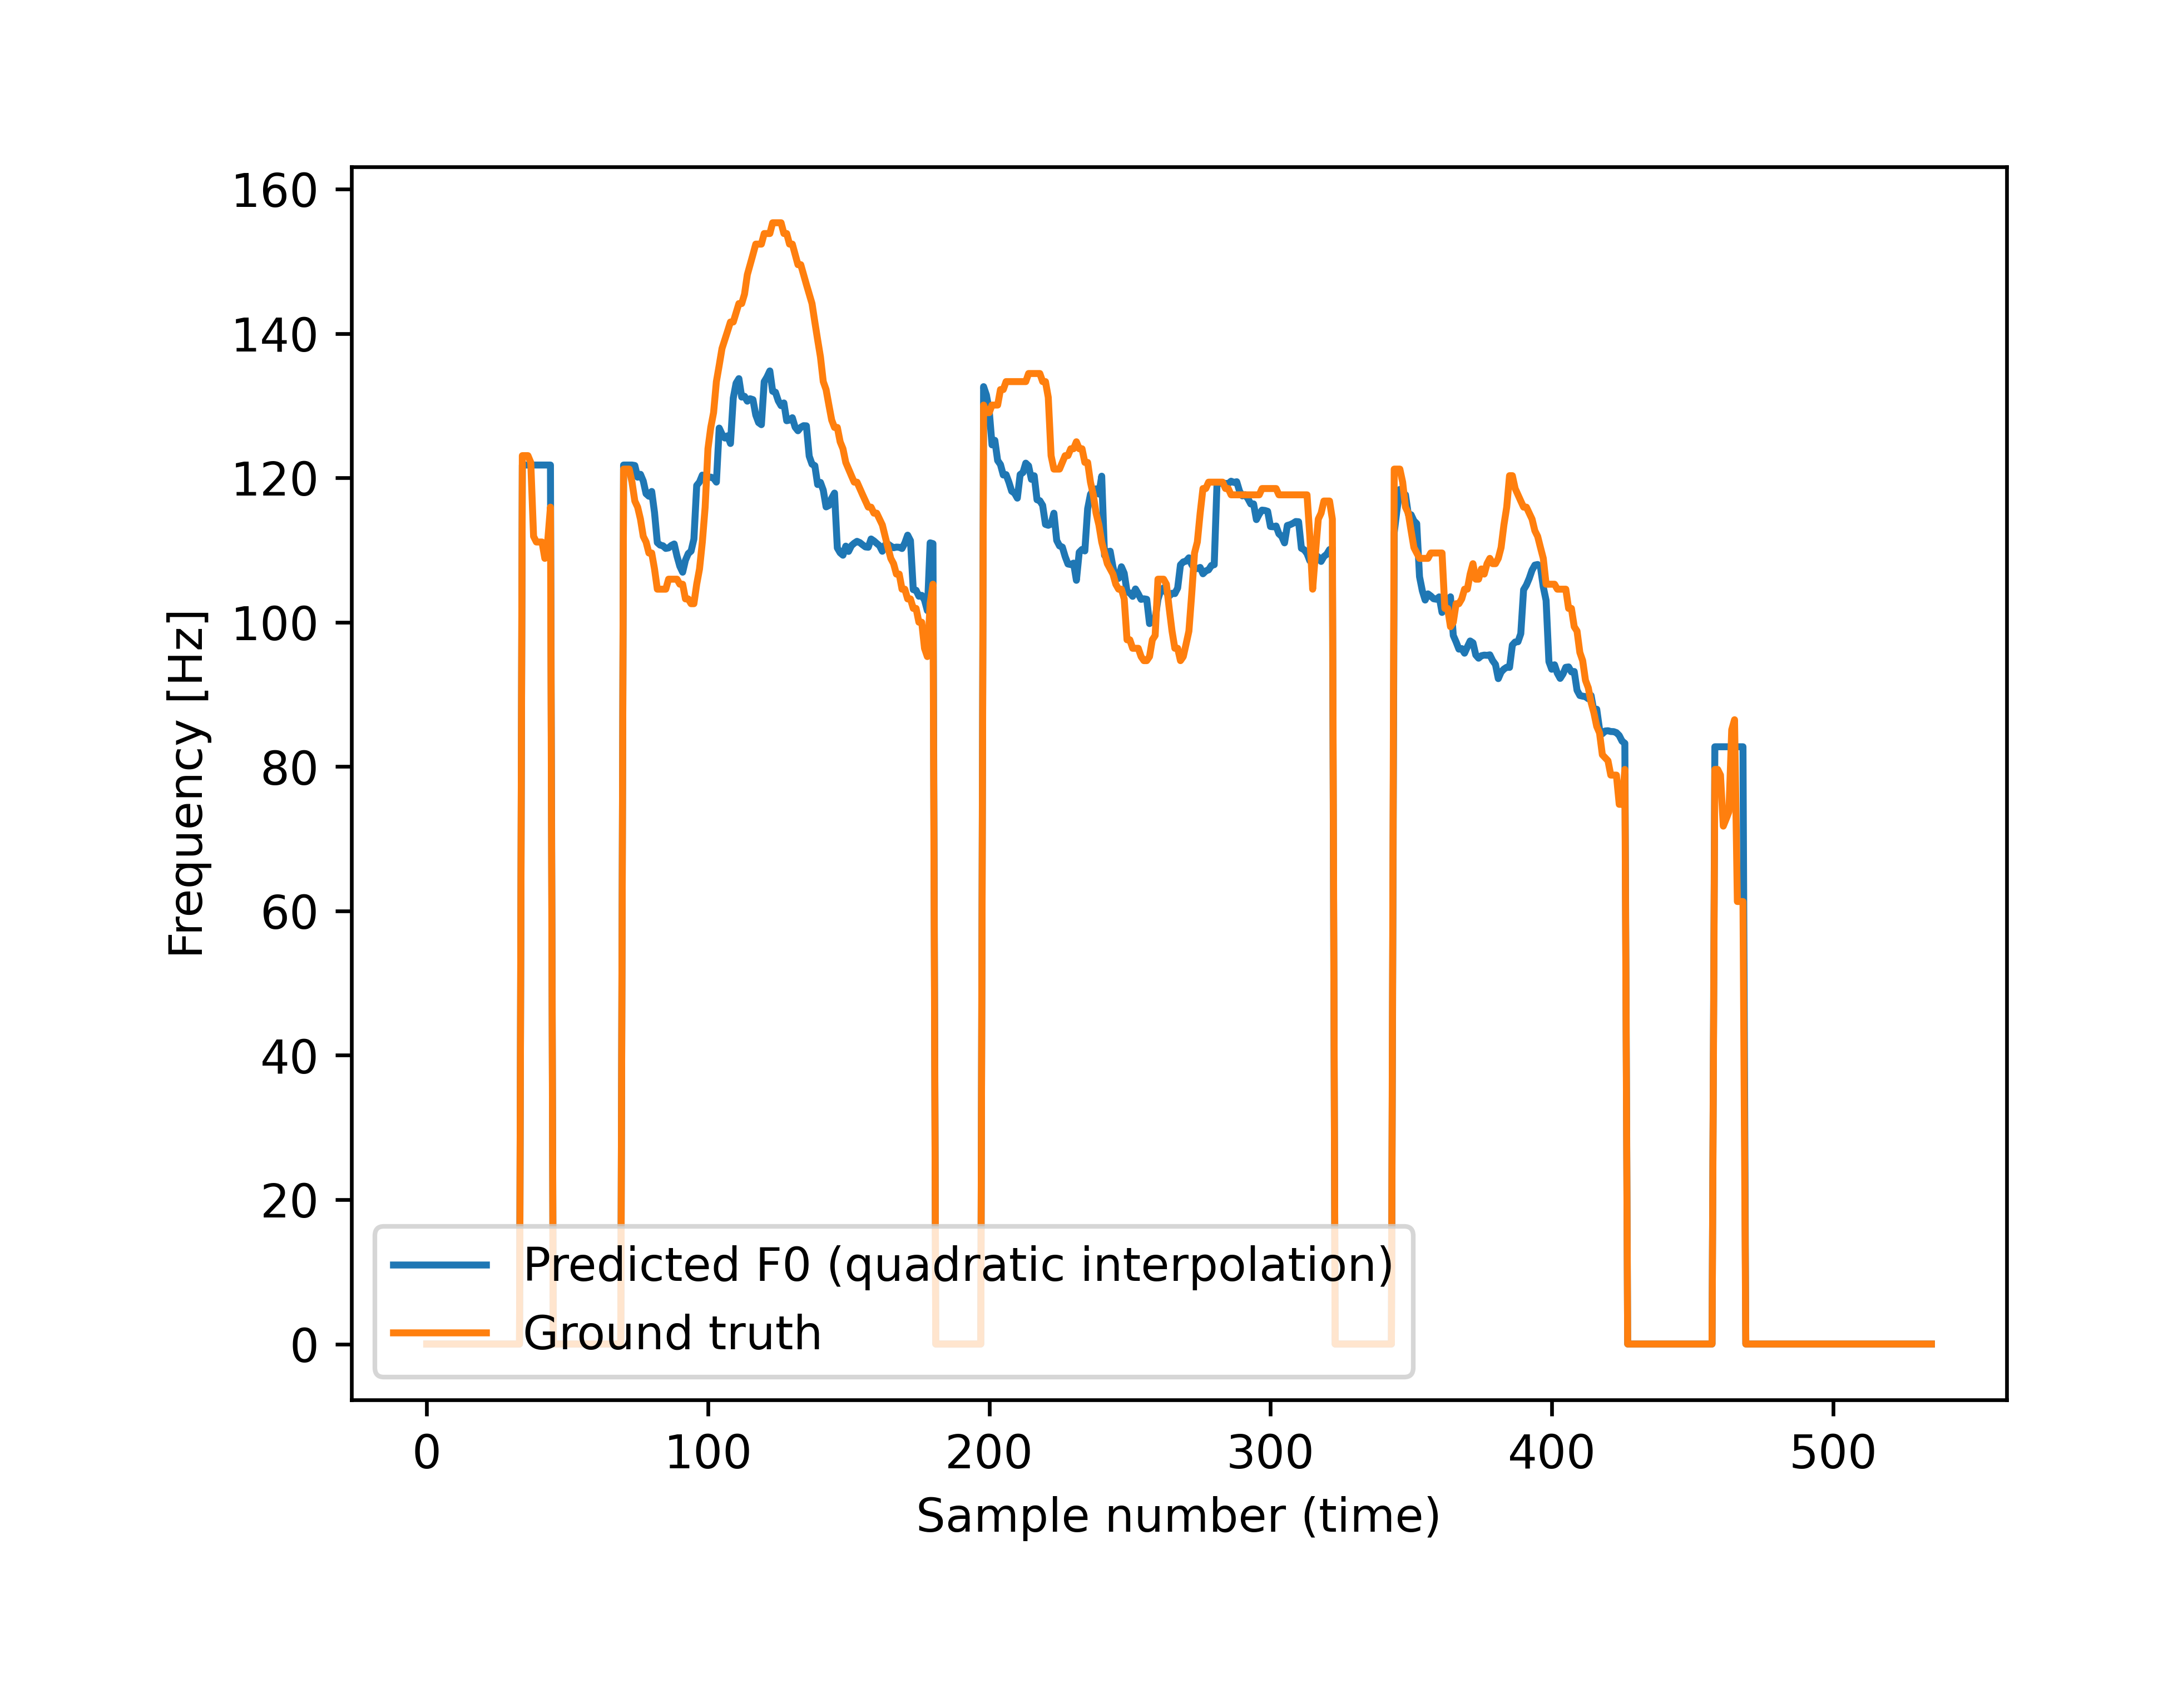 160
140
120
100
80
60
40
20
0
Frequency [Hz]
Predicted F0 (quadratic interpolation)
Ground truth
0 100 200 300 400 500
Sample number (time)